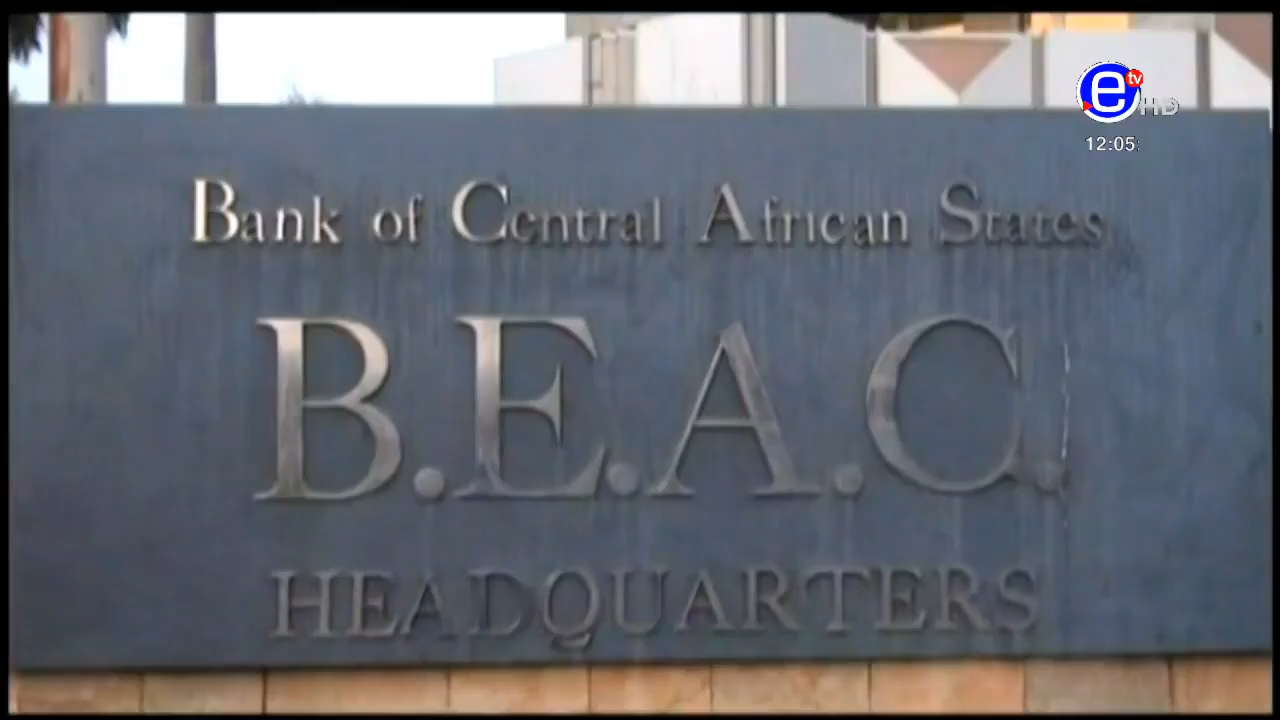 e tv HD
12:05:
Bank of Central African States
B.E.A.C.
HEADQUARTERS